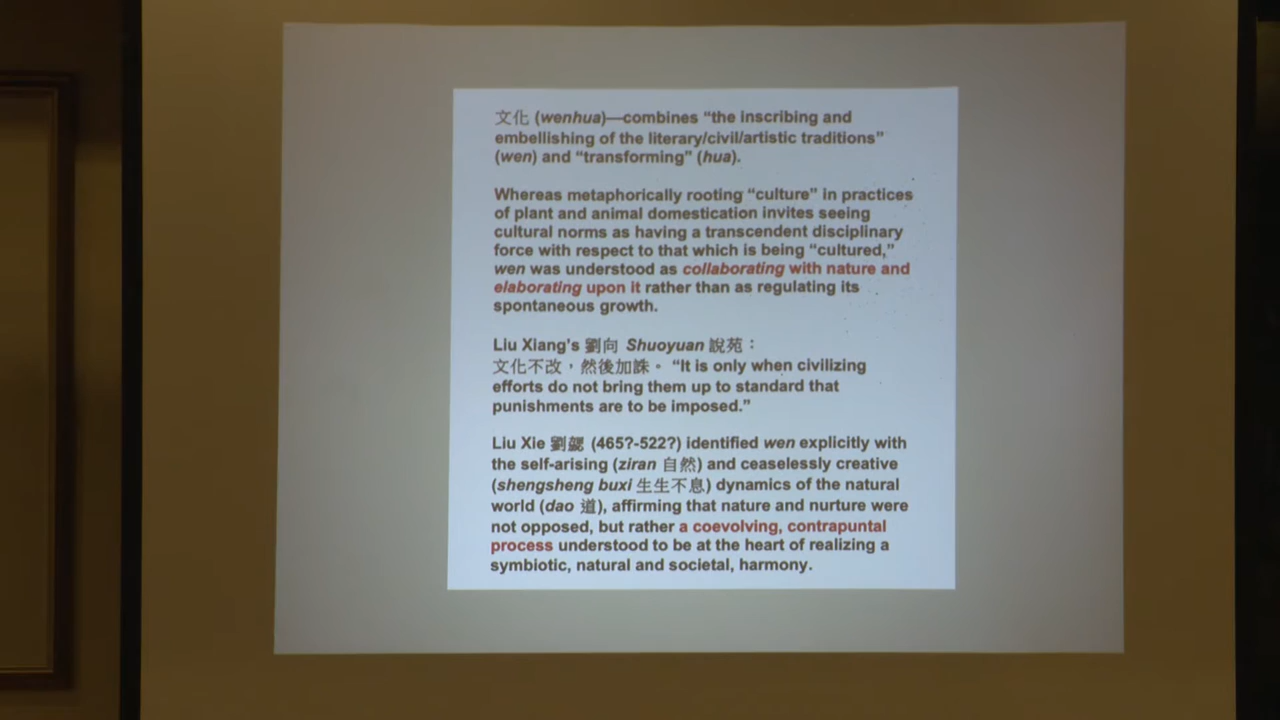 文化 (wenhua)—combines “the inscribing and
embellishing of the literary/civil/artistic traditions”
(wen) and “transforming” (hua).
Whereas metaphorically rooting “culture” in practices
of plant and animal domestication invites seeing
cultural norms as having a transcendent disciplinary
force with respect to that which is being “cultured,”
wen was understood as collaborating with nature and
elaborating upon it rather than as regulating its
spontaneous growth.
Liu Xiang's 劉向 Shuoyuan 說苑：
文化不改，然後加誅。 “It is only when civilizing
efforts do not bring them up to standard that
punishments are to be imposed.”
Liu Xie 劉勰 (465?-522?) identified wen explicitly with
the self-arising (ziran 自然) and ceaselessly creative
(shengsheng buxi 生生不息) dynamics of the natural
world (dao 道), affirming that nature and nurture were
not opposed, but rather a coevolving, contrapuntal
process understood to be at the heart of realizing a
symbiotic, natural and societal, harmony.